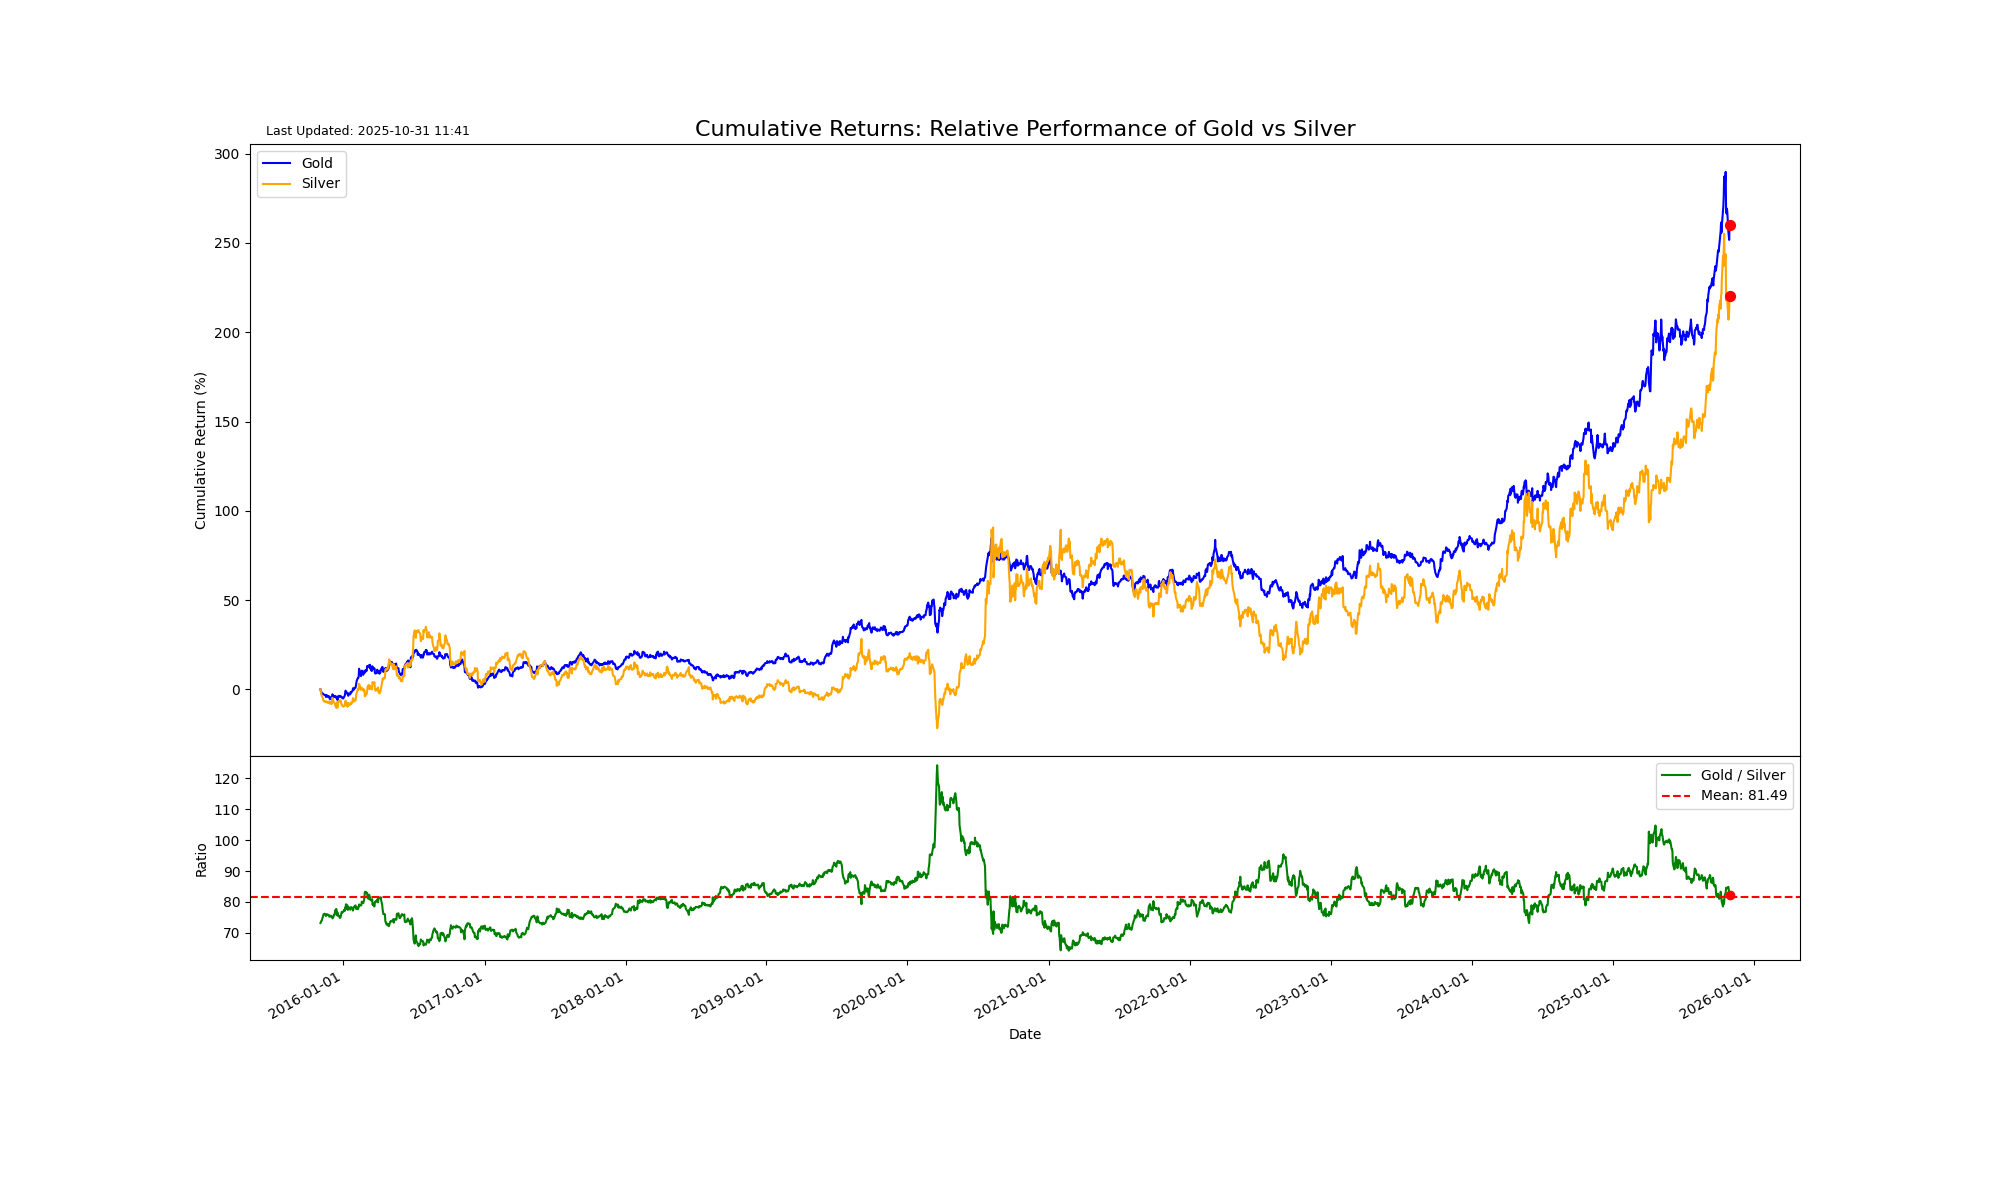 Last Updated: 2025-10-31 11:41
Cumulative Returns: Relative Performance of Gold vs Silver
Gold
Silver
Cumulative Return (%)
300
250
200
150
100
50
0
Gold / Silver
Mean: 81.49
Ratio
120
110
100
90
80
70
2016-01-01
2017-01-01
2018-01-01
2019-01-01
2020-01-01
2021-01-01
2022-01-01
2023-01-01
2024-01-01
2025-01-01
2026-01-01
Date